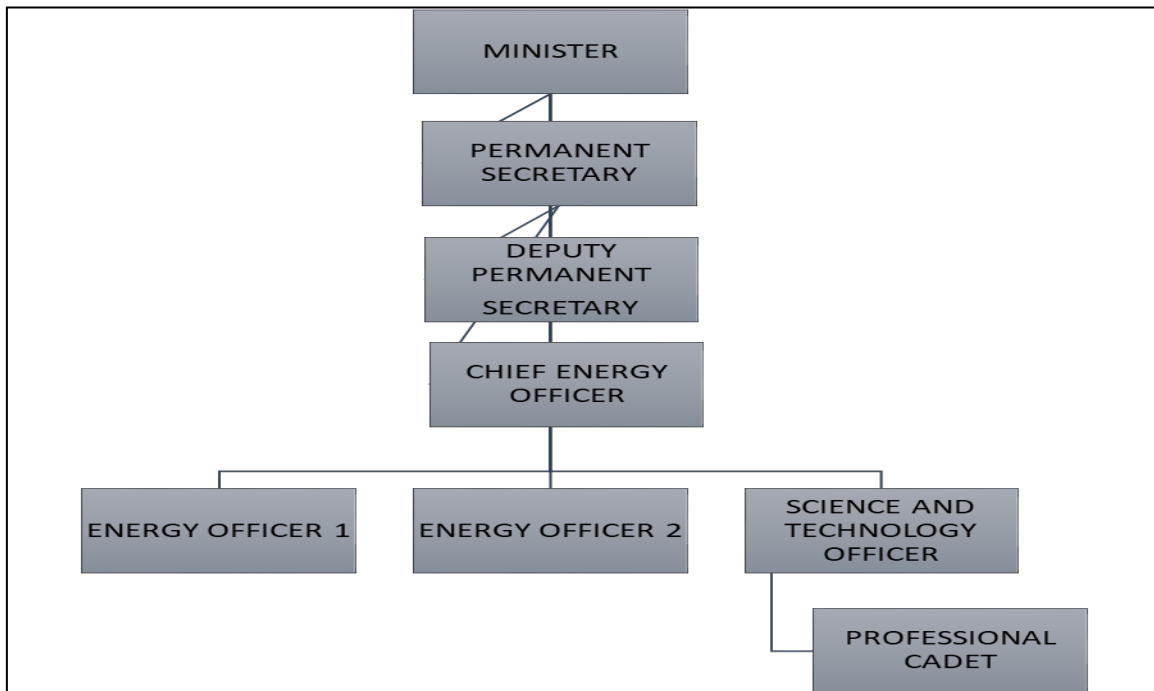 MINISTER
PERMANENT
SECRETARY
DEPUTY
PERMANENT
SECRETARY
CHIEF ENERGY
OFFICER
ENERGY OFFICER 1
ENERGY OFFICER 2
SCIENCE AND
TECHNOLOGY
OFFICER
PROFESSIONAL
CADET